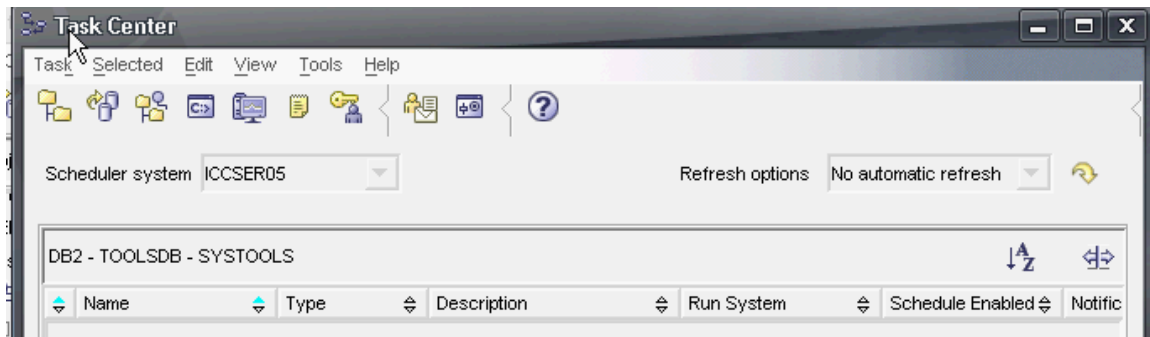 Task Center
Task Selected Edit View Tools Help
Scheduler system ICCSER05 Refresh options No automatic refresh
DB2 - TOOLSDB - SYSTOOLS
Name Type Description Run System Schedule Enabled Notific